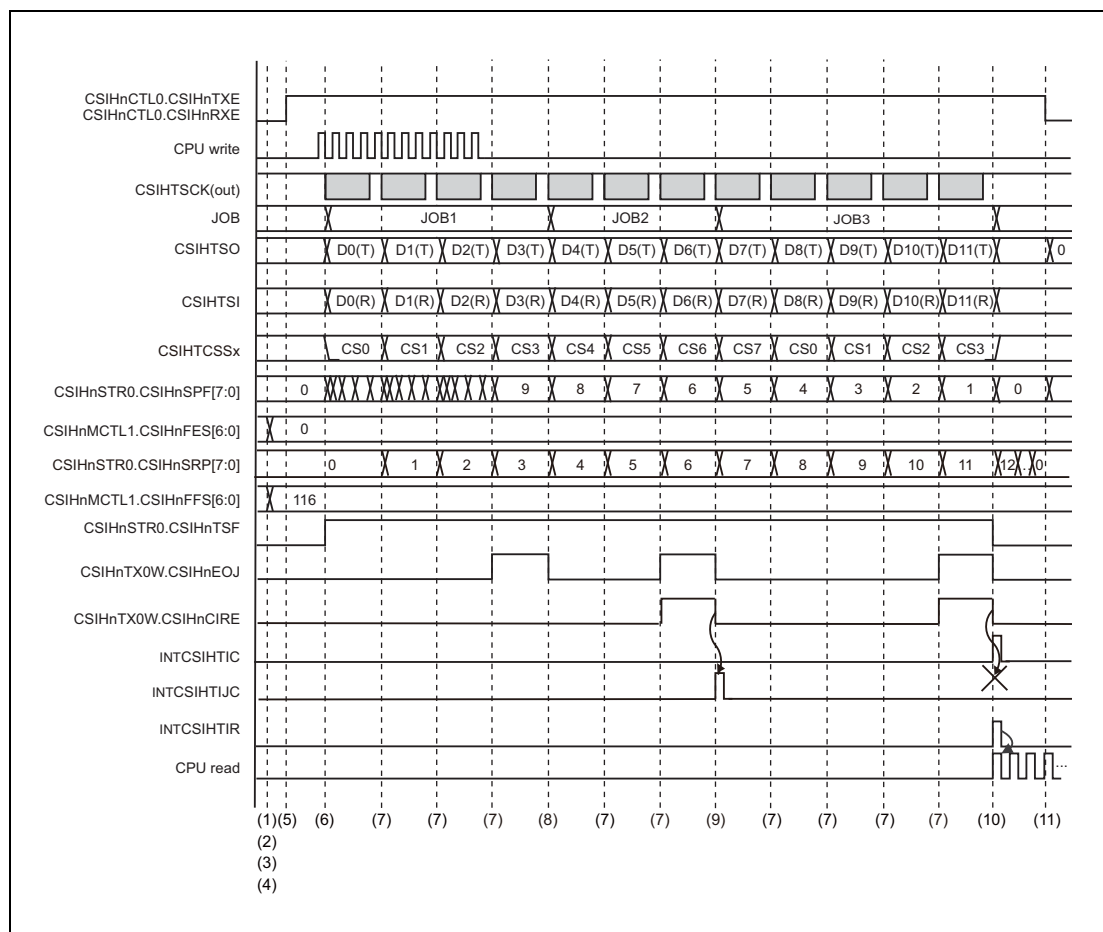 CSIHnCTL0.CSIHnTXE
CSIHnCTL0.CSIHnRXE
CPU write
CSIHTSCK(out)
JOB JOB1 JOB2 JOB3
CSIHTSO D0(T) D1(T) D2(T) D3(T) D4(T) D5(T) D6(T) D7(T) D8(T) D9(T) D10(T) D11(T) 0
CSIHTSI D0(R) D1(R) D2(R) D3(R) D4(R) D5(R) D6(R) D7(R) D8(R) D9(R) D10(R) D11(R)
CSIHTCSSx CS0 CS1 CS2 CS3 CS4 CS5 CS6 CS7 CS0 CS1 CS2 CS3
CSIHnSTR0.CSIHnSPF[7:0] 0 9 8 7 6 5 4 3 2 1 0
CSIHnMCTL1.CSIHnFES[6:0] 0
CSIHnSTR0.CSIHnSRP[7:0] 0 1 2 3 4 5 6 7 8 9 10 11 12 ... 0
CSIHnMCTL1.CSIHnFFS[6:0] 116
CSIHnSTR0.CSIHnTSF
CSIHnTX0W.CSIHnEOJ
CSIHnTX0W.CSIHnCIRE
INTCSIHTIC
INTCSIHTIJC
INTCSIHTIR
CPU read ...
(1)(5) (6) (7) (7) (7) (8) (7) (7) (9) (7) (7) (7) (7) (10) (11)
(2)
(3)
(4)